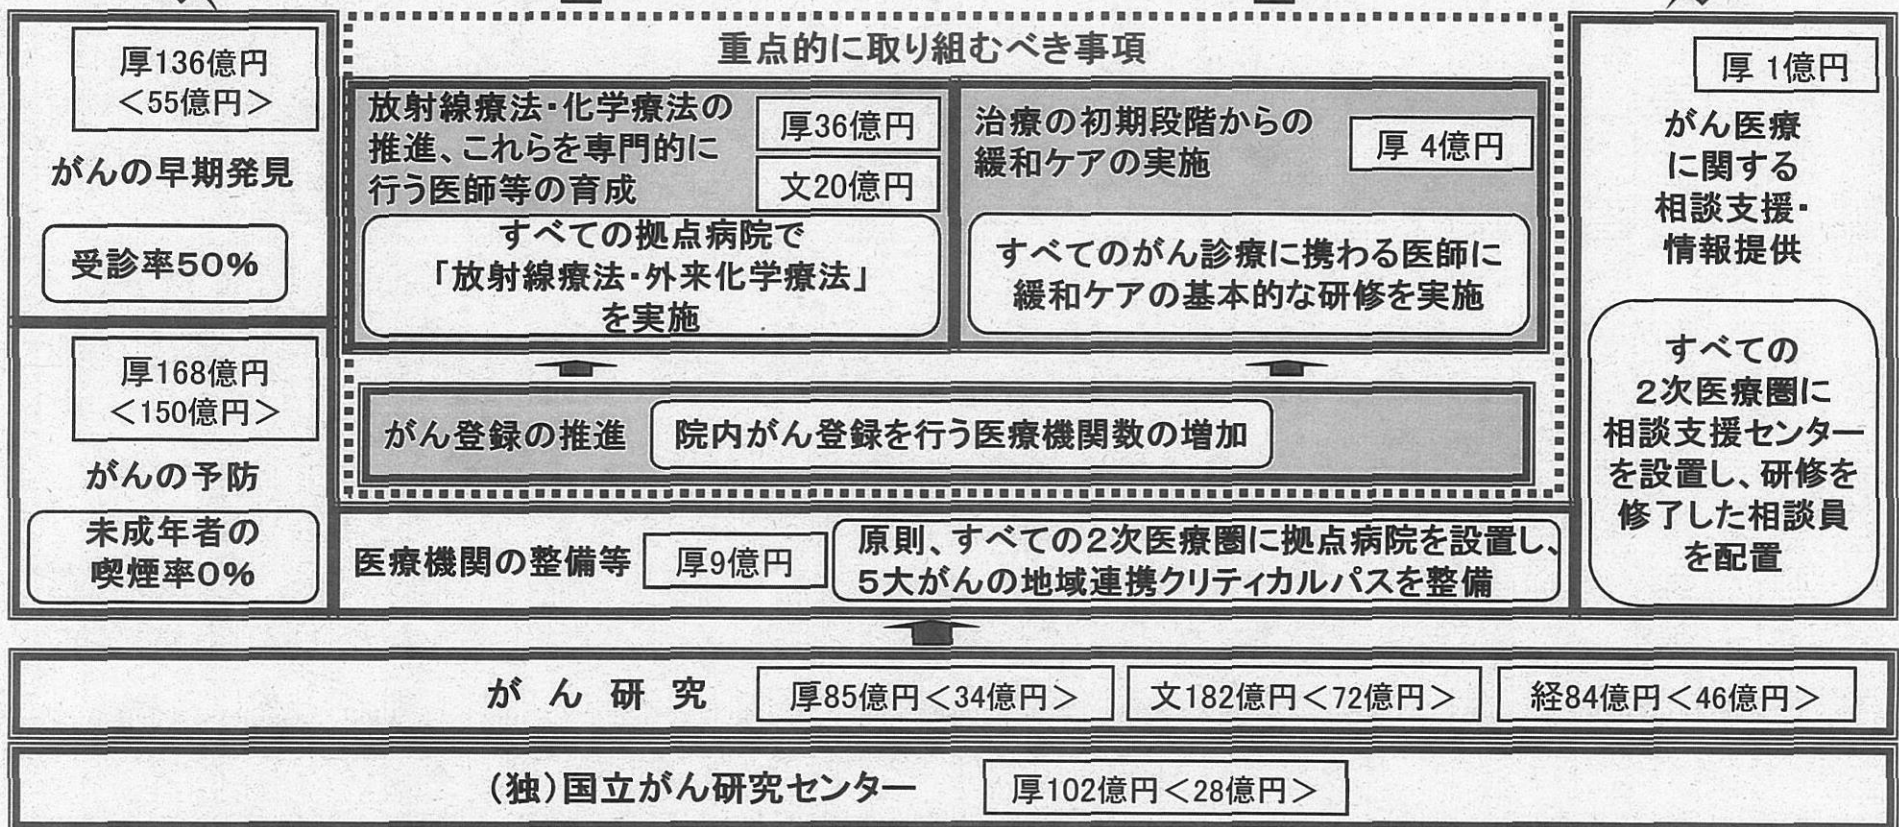 厚136億円
<55億円>
がんの早期発見
受診率50%
厚168億円
<150億円>
がんの予防
未成年者の
喫煙率0%
重点的に取り組むべき事項
放射線療法・化学療法の
推進、これらを専門的に
行う医師等の育成
厚36億円
文20億円
すべての拠点病院で
「放射線療法・外来化学療法」
を実施
治療の初期段階からの
緩和ケアの実施
厚 4億円
すべてのがん診療に携わる医師に
緩和ケアの基本的な研修を実施
がん登録の推進
院内がん登録を行う医療機関数の増加
医療機関の整備等
厚9億円
原則、すべての2次医療圏に拠点病院を設置し、
5大がんの地域連携クリティカルパスを整備
厚 1億円
がん医療
に関する
相談支援・
情報提供
すべての
2次医療圏に
相談支援センター
を設置し、研修を
修了した相談員
を配置
がん研究
厚85億円<34億円>
文182億円<72億円>
経84億円<46億円>
(独)国立がん研究センター
厚102億円<28億円>